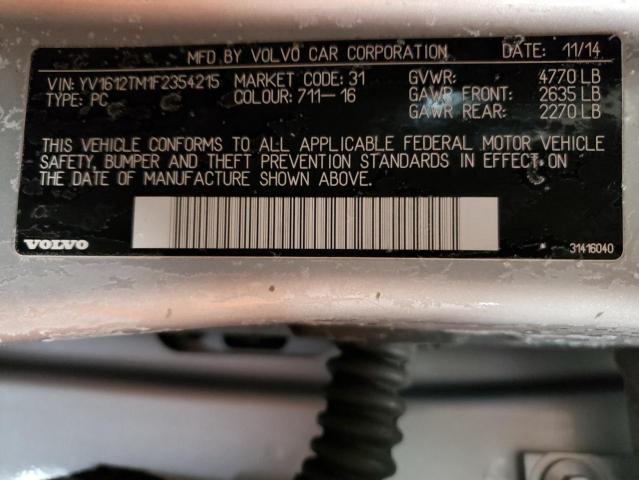 MFD BY VOLVO CAR CORPORATION DATE: 11/14
VIN: YV1612TM1F2354215 MARKET CODE: 31 GVWR: 4770 LB
TYPE: PC COLOUR: 711-16 GAWR FRONT: 2635 LB
GAWR REAR: 2270 LB
THIS VEHICLE CONFORMS TO ALL APPLICABLE FEDERAL MOTOR VEHICLE
SAFETY, BUMPER AND THEFT PREVENTION STANDARDS IN EFFECT ON
THE DATE OF MANUFACTURE SHOWN ABOVE.
VOLVO 31416040